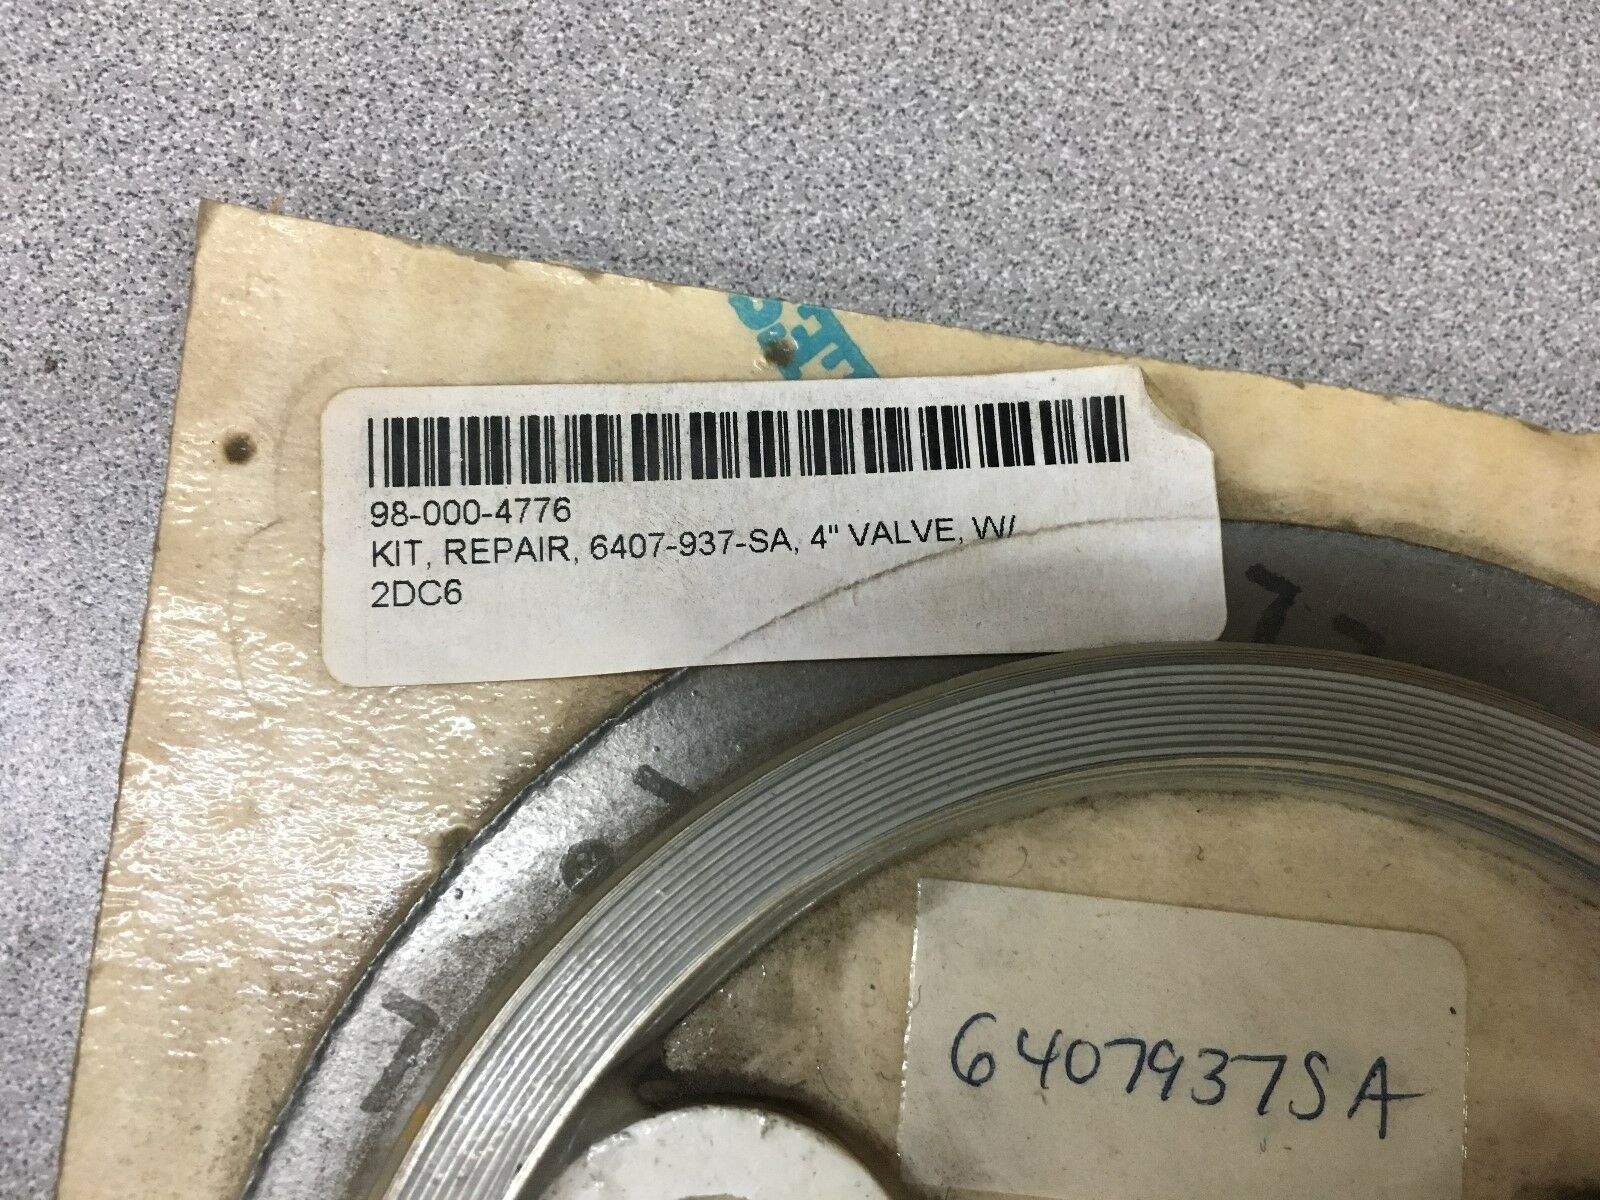 98-000-4776
KIT, REPAIR, 6407-937-SA, 4" VALVE, W/
2DC6
6407937SA